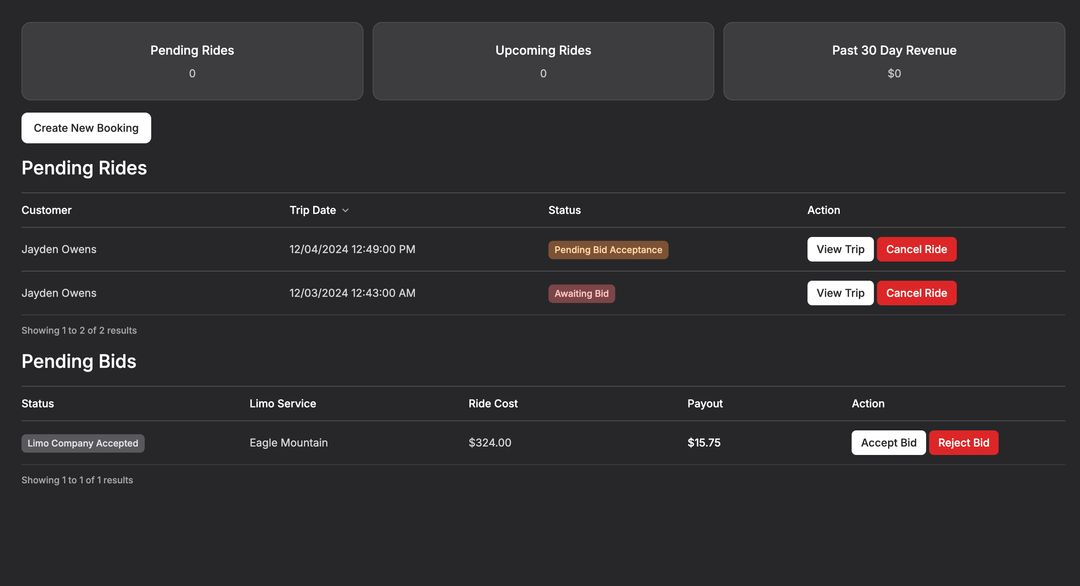 Pending Rides Upcoming Rides Past 30 Day Revenue
0 0 $0
Create New Booking
Pending Rides
Customer Trip Date Status Action
Jayden Owens 12/04/2024 12:49:00 PM Pending Bid Acceptance View Trip Cancel Ride
Jayden Owens 12/03/2024 12:43:00 AM Awaiting Bid View Trip Cancel Ride
Showing 1 to 2 of 2 results
Pending Bids
Status Limo Service Ride Cost Payout Action
Limo Company Accepted Eagle Mountain $324.00 $15.75 Accept Bid Reject Bid
Showing 1 to 1 of 1 results